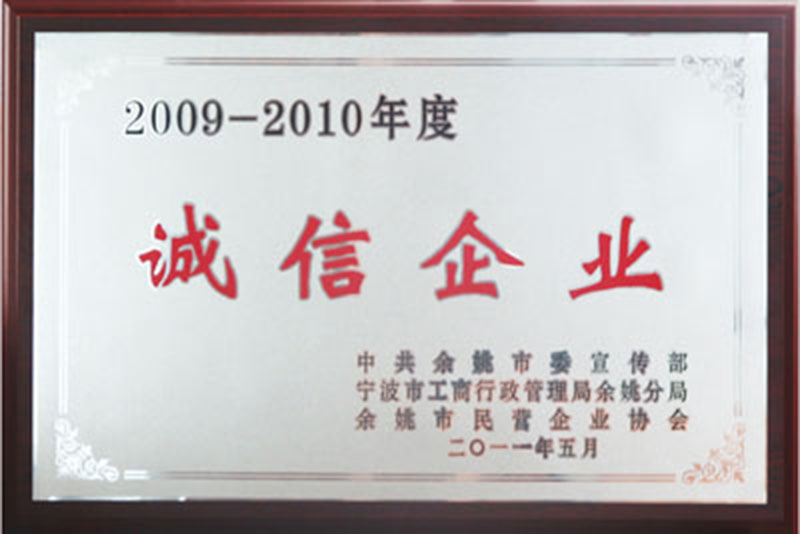 2009-2010年度
诚信企业
中共余姚市委宣传部
宁波市工商行政管理局余姚分局
余姚市民营企业协会
二〇一一年五月